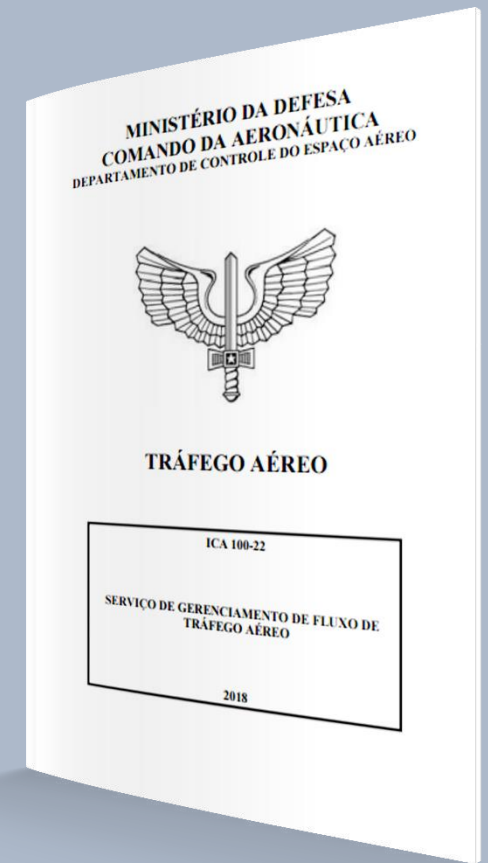 MINISTÉRIO DA DEFESA
COMANDO DA AERONÁUTICA
DEPARTAMENTO DE CONTROLE DO ESPAÇO AÉREO
TRÁFEGO AÉREO
ICA 100-22
SERVIÇO DE GERENCIAMENTO DE FLUXO DE
TRÁFEGO AÉREO
2018